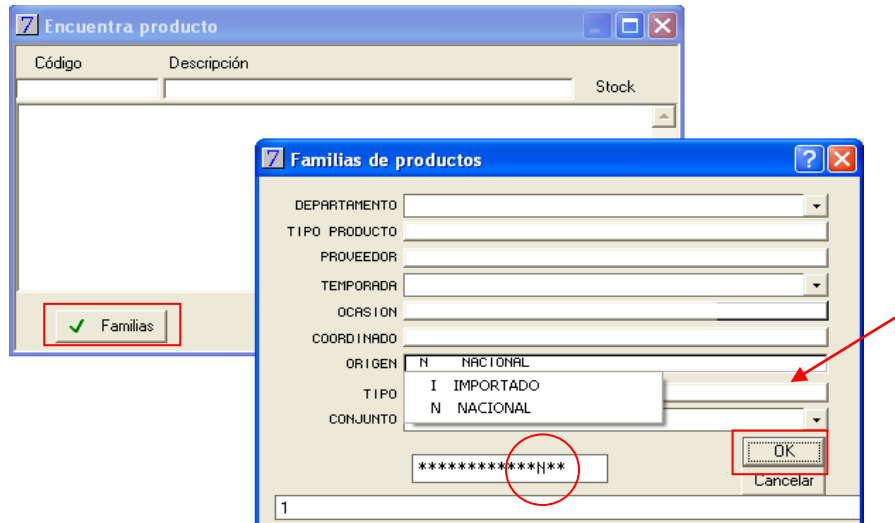 7 Encuentra producto
Código Descripción
Stock
Familias
7 Familias de productos
DEPARTAMENTO
TIPO PRODUCTO
PROVEEDOR
TEMPORADA
OCASION
COORDINADO
ORIGEN N NACIONAL
I IMPORTADO
TIPO
N NACIONAL
CONJUNTO
OK
************N**
Cancelar
1